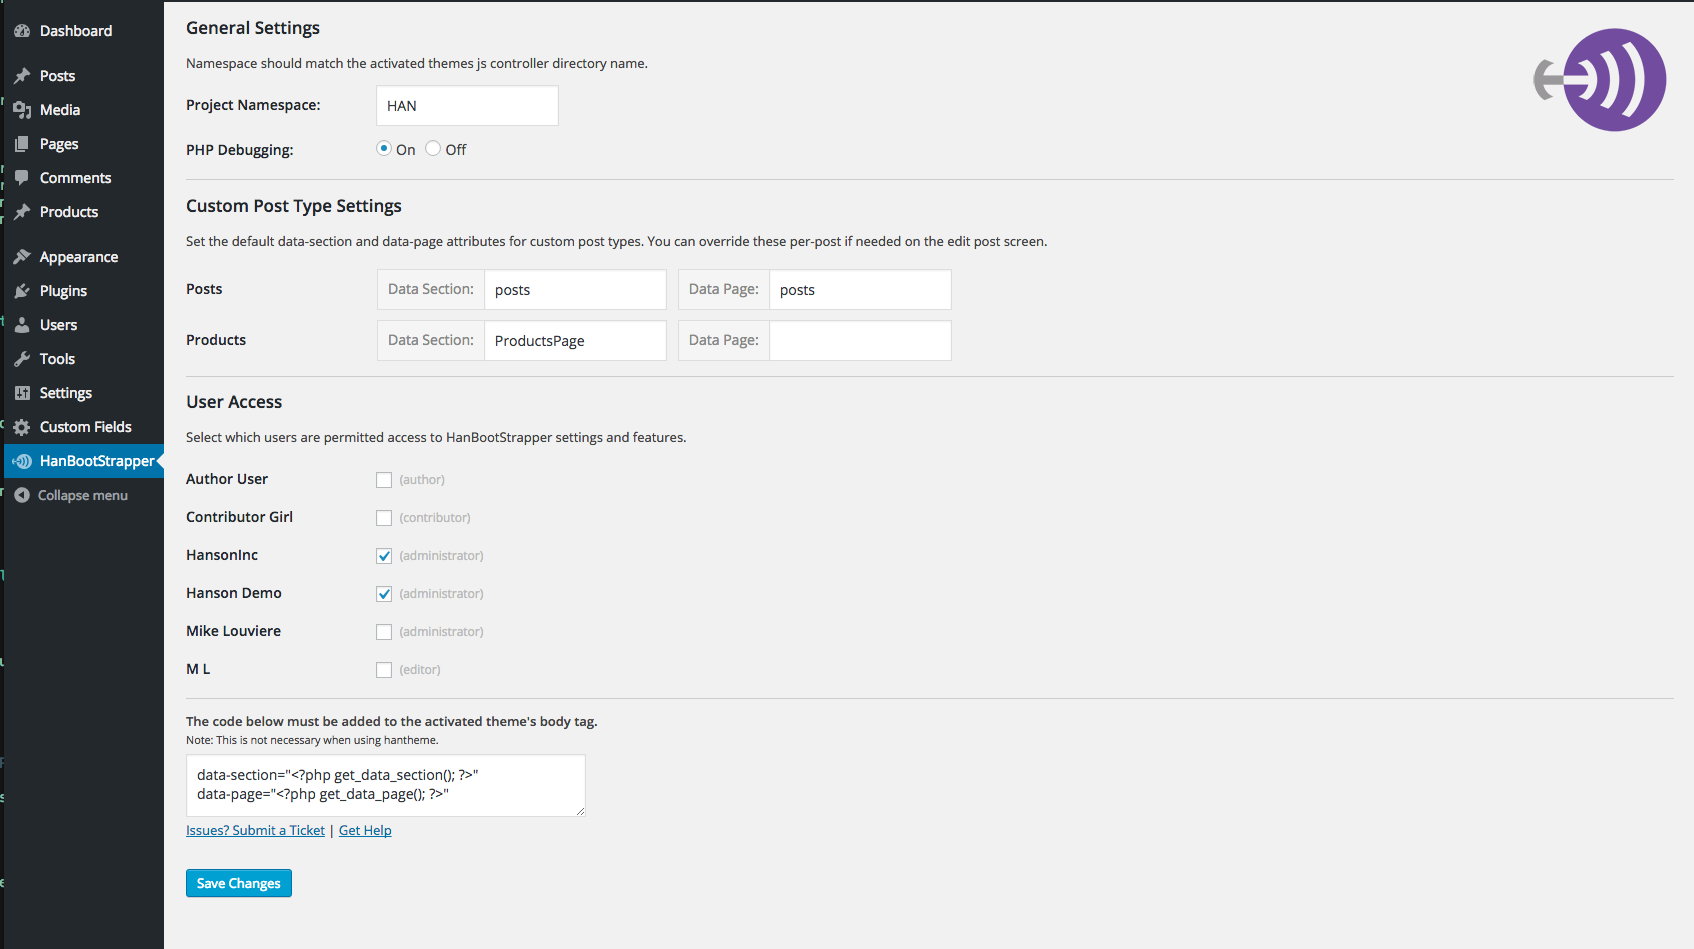 Dashboard
Posts
Media
Pages
Comments
Products
Appearance
Plugins
Users
Tools
Settings
Custom Fields
HanBootStrapper
Collapse menu
General Settings
Namespace should match the activated themes js controller directory name.
Project Namespace: HAN
PHP Debugging: On Off
Custom Post Type Settings
Set the default data-section and data-page attributes for custom post types. You can override these per-post if needed on the edit post screen.
Posts Data Section: posts Data Page: posts
Products Data Section: ProductsPage Data Page:
User Access
Select which users are permitted access to HanBootStrapper settings and features.
Author User (author)
Contributor Girl (contributor)
HansonInc (administrator)
Hanson Demo (administrator)
Mike Louviere (administrator)
M L (editor)
The code below must be added to the activated theme's body tag.
Note: This is not necessary when using hantheme.
data-section="<?php get_data_section(); ?>"
data-page="<?php get_data_page(); ?>"
Issues? Submit a Ticket | Get Help
Save Changes